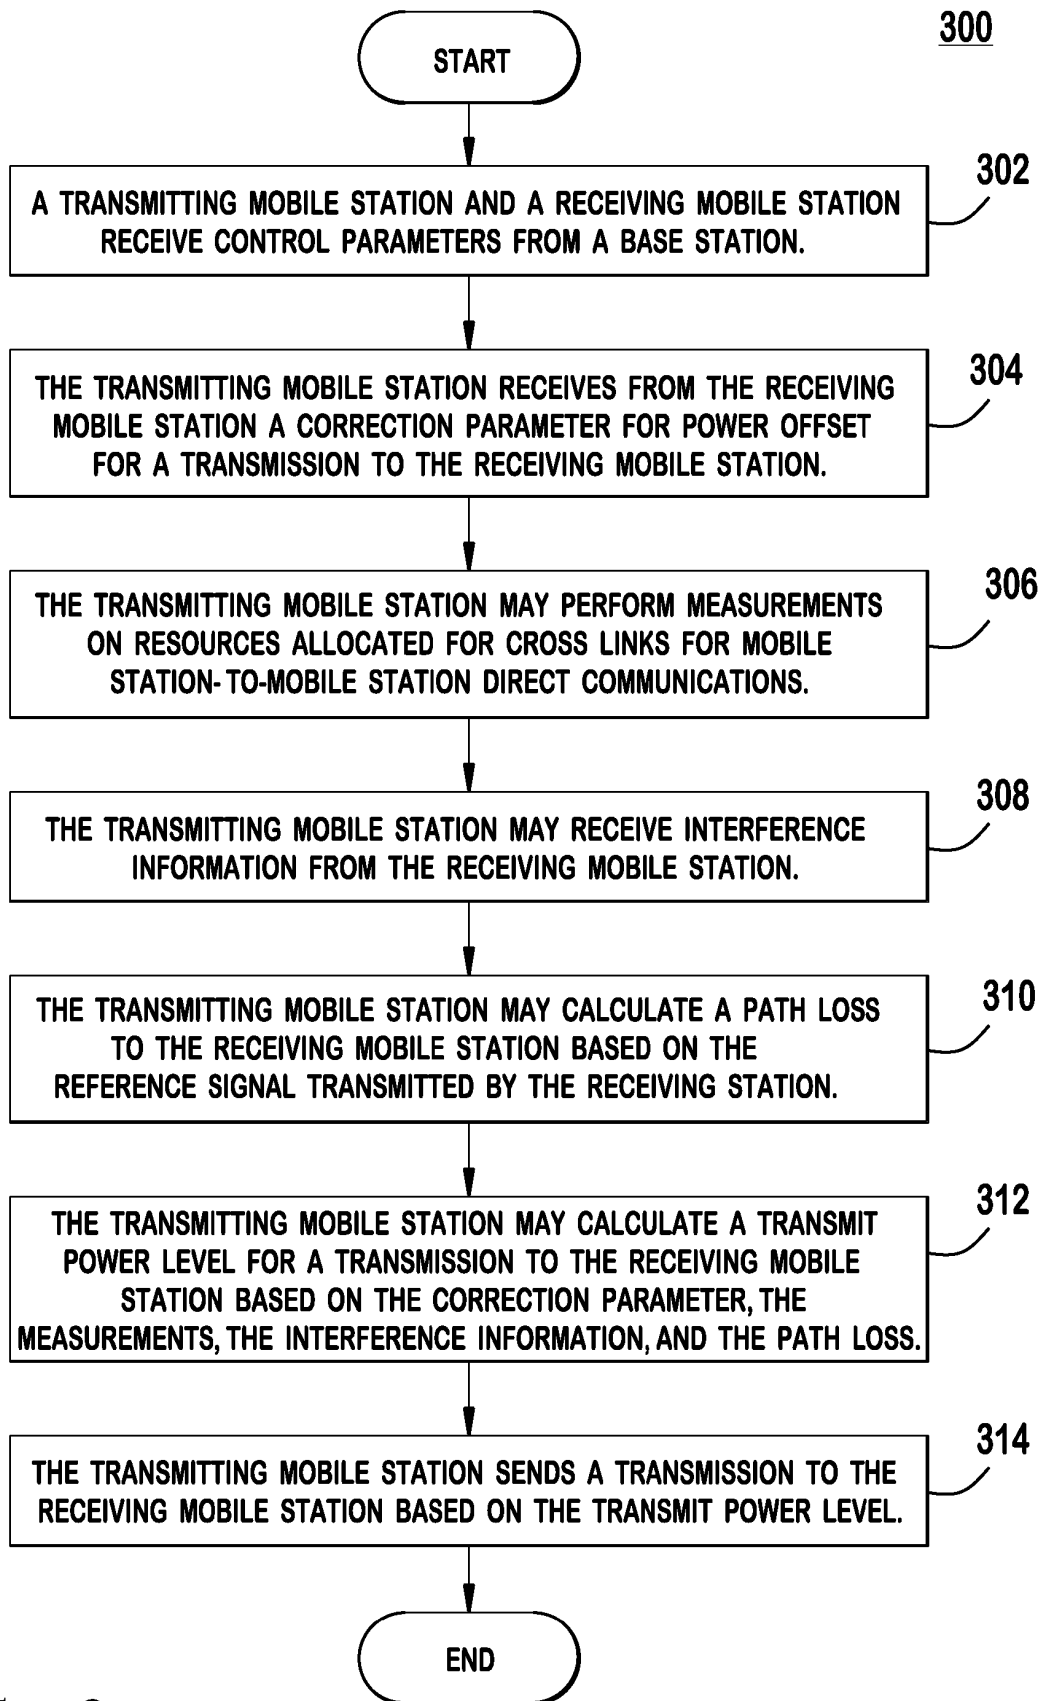 300
START
302
A TRANSMITTING MOBILE STATION AND A RECEIVING MOBILE STATION
RECEIVE CONTROL PARAMETERS FROM A BASE STATION.
304
THE TRANSMITTING MOBILE STATION RECEIVES FROM THE RECEIVING
MOBILE STATION A CORRECTION PARAMETER FOR POWER OFFSET
FOR A TRANSMISSION TO THE RECEIVING MOBILE STATION.
306
THE TRANSMITTING MOBILE STATION MAY PERFORM MEASUREMENTS
ON RESOURCES ALLOCATED FOR CROSS LINKS FOR MOBILE
STATION-TO-MOBILE STATION DIRECT COMMUNICATIONS.
308
THE TRANSMITTING MOBILE STATION MAY RECEIVE INTERFERENCE
INFORMATION FROM THE RECEIVING MOBILE STATION.
310
THE TRANSMITTING MOBILE STATION MAY CALCULATE A PATH LOSS
TO THE RECEIVING MOBILE STATION BASED ON THE
REFERENCE SIGNAL TRANSMITTED BY THE RECEIVING STATION.
312
THE TRANSMITTING MOBILE STATION MAY CALCULATE A TRANSMIT
POWER LEVEL FOR A TRANSMISSION TO THE RECEIVING MOBILE
STATION BASED ON THE CORRECTION PARAMETER, THE
MEASUREMENTS, THE INTERFERENCE INFORMATION, AND THE PATH LOSS.
314
THE TRANSMITTING MOBILE STATION SENDS A TRANSMISSION TO THE
RECEIVING MOBILE STATION BASED ON THE TRANSMIT POWER LEVEL.
END